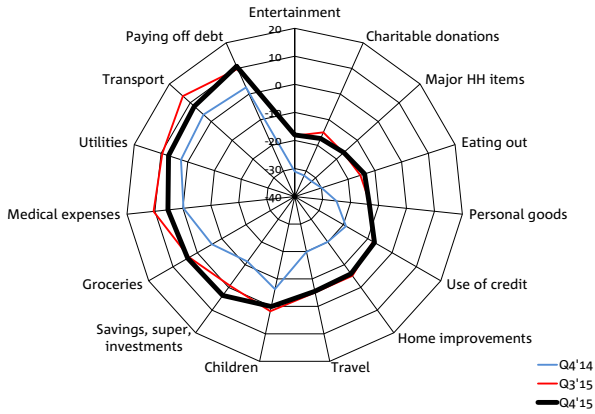 Entertainment
Charitable donations
Major HH items
Eating out
Personal goods
Use of credit
Home improvements
Travel
Children
Savings, super,
investments
Groceries
Medical expenses
Utilities
Transport
Paying off debt
20
10
0
-10
-20
-30
-40
Q4'14
Q3'15
Q4'15